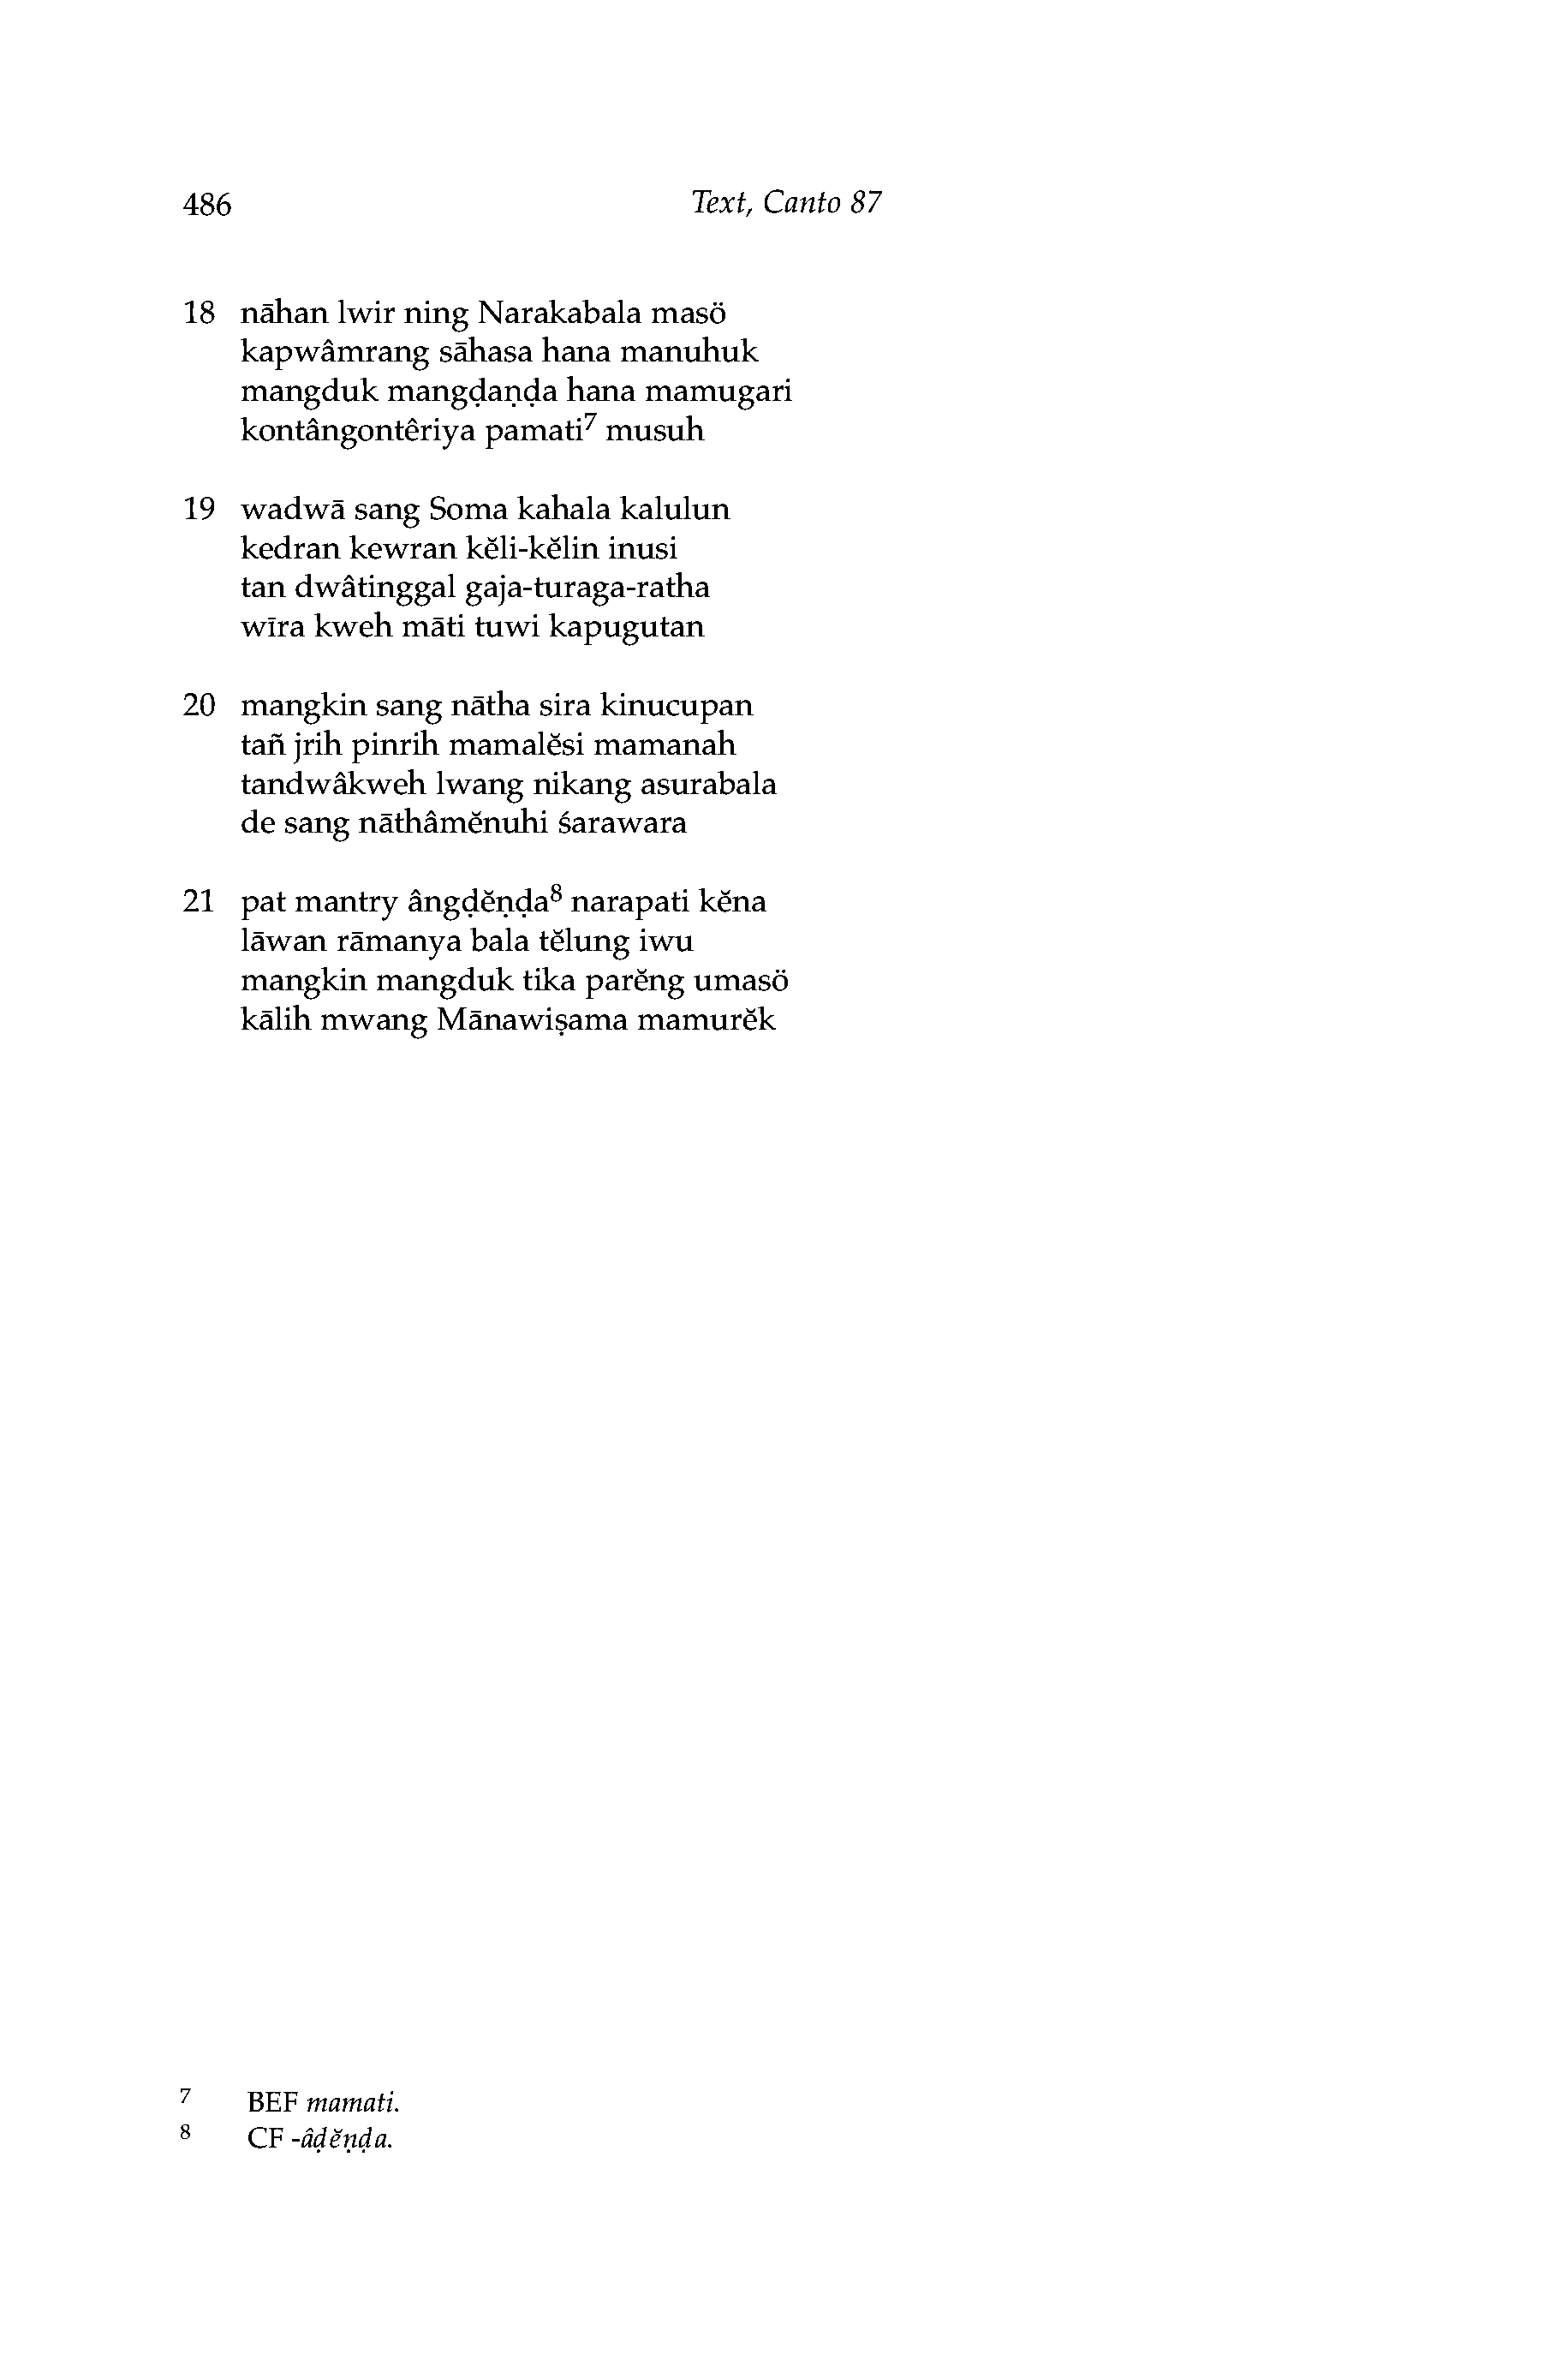 486 Text, Canto 87
18 nāhan lwir ning Narakabala masö
kapwâmrang sāhasa hana manuhuk
mangduk mangḍaṇḍa hana mamugari
kontângontêriya pamati⁷ musuh
19 wadwā sang Soma kahala kalulun
kedran kewran kĕli-kĕlin inusi
tan dwâtinggal gaja-turaga-ratha
wīra kweh māti tuwi kapugutan
20 mangkin sang nātha sira kinucupan
tañ jrih pinrih mamalĕsi mamanah
tandwâkweh lwang nikang asurabala
de sang nāthâmĕnuhi śarawara
21 pat mantry ângḍĕṇḍa⁸ narapati kĕna
lāwan rāmanya bala tĕlung iwu
mangkin mangduk tika parĕng umasö
kālih mwang Mānawiṣama mamurĕk
7 BEF mamati.
8 CF -âḍĕṇḍa.